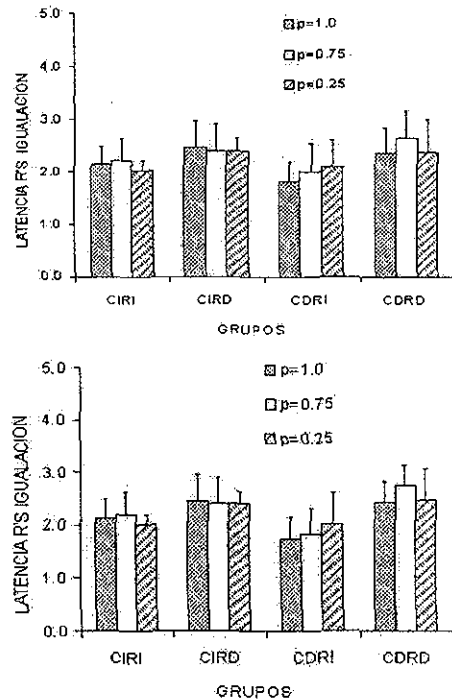 LATENCIA R'S IGUALACION
5.0
4.0
3.0
2.0
1.0
0.0
p=1.0
p=0.75
p=0.25
CIRI CIRD CDRI CDRD
GRUPOS
LATENCIA R'S IGUALACION
5.0
4.0
3.0
2.0
1.0
0.0
p=1.0
p=0.75
p=0.25
CIRI CIRD CDRI CDRD
GRUPOS